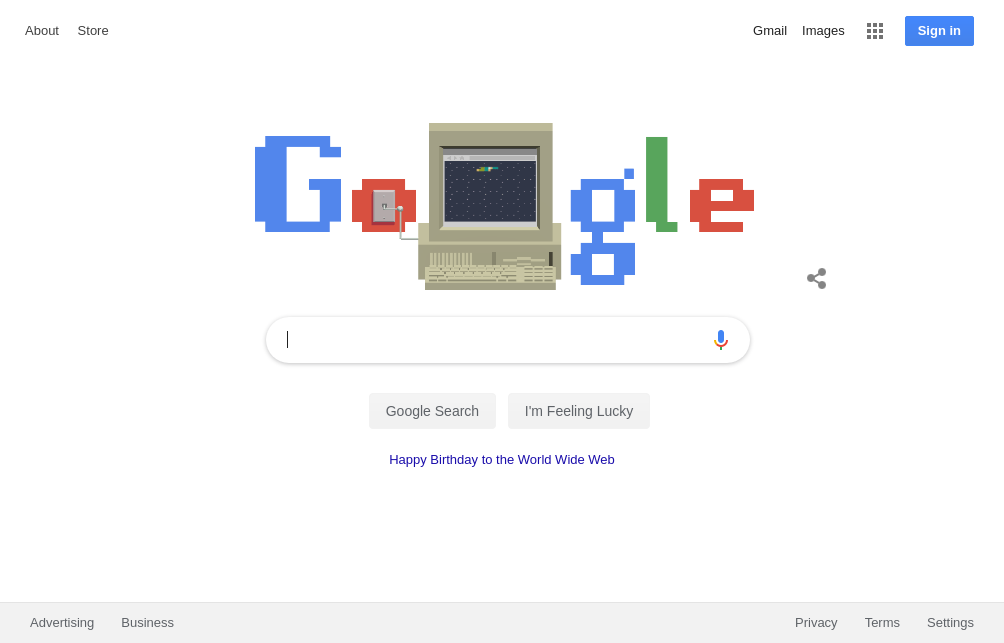 About Store Gmail Images Sign in
Google
Google Search I'm Feeling Lucky
Happy Birthday to the World Wide Web
Advertising Business Privacy Terms Settings